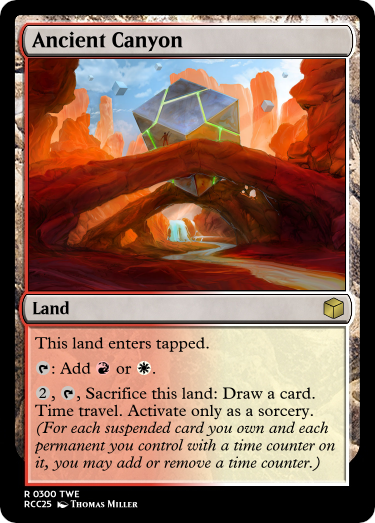 Ancient Canyon
Land
This land enters tapped.
: Add or .
2, , Sacrifice this land: Draw a card.
Time travel. Activate only as a sorcery.
(For each suspended card you own and each
permanent you control with a time counter on
it, you may add or remove a time counter.)
R 0300 TWE
RCC25 Thomas Miller